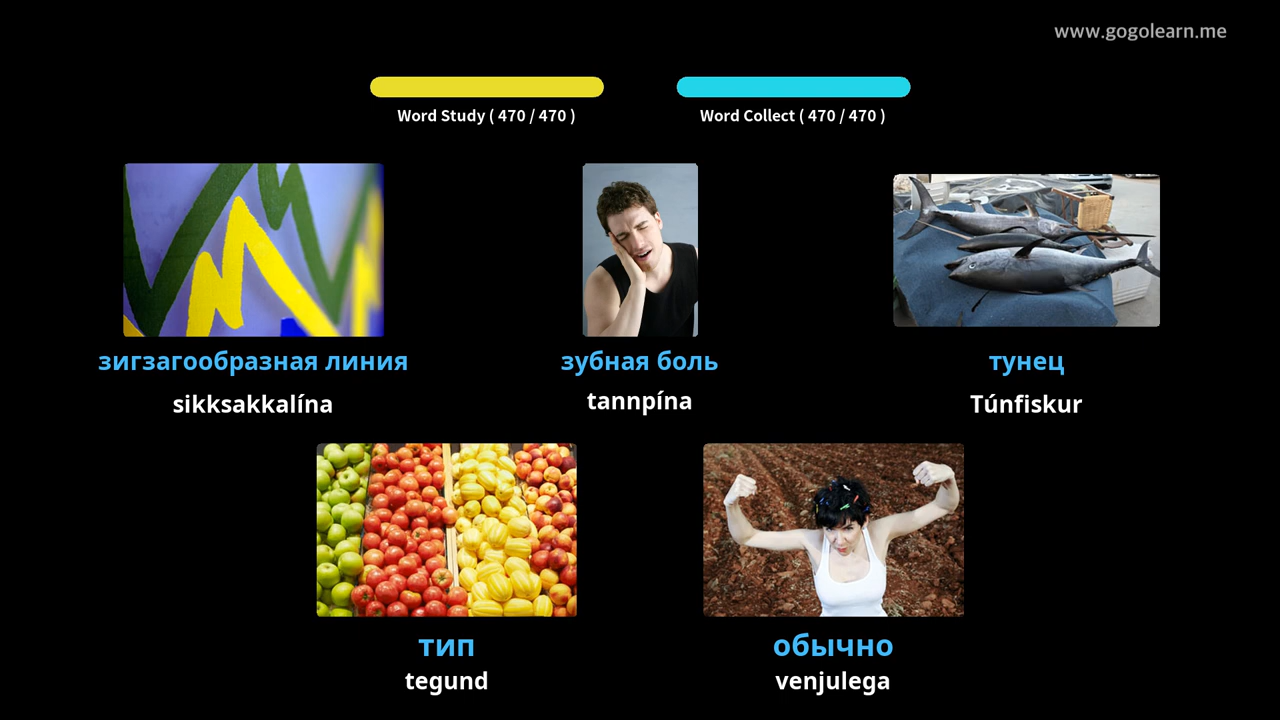 www.gogolearn.me
Word Study ( 470 / 470 )
Word Collect ( 470 / 470 )
зигзагообразная линия
sikksakkalína
зубная боль
tannpína
тунец
Túnfiskur
тип
tegund
обычно
venjulega